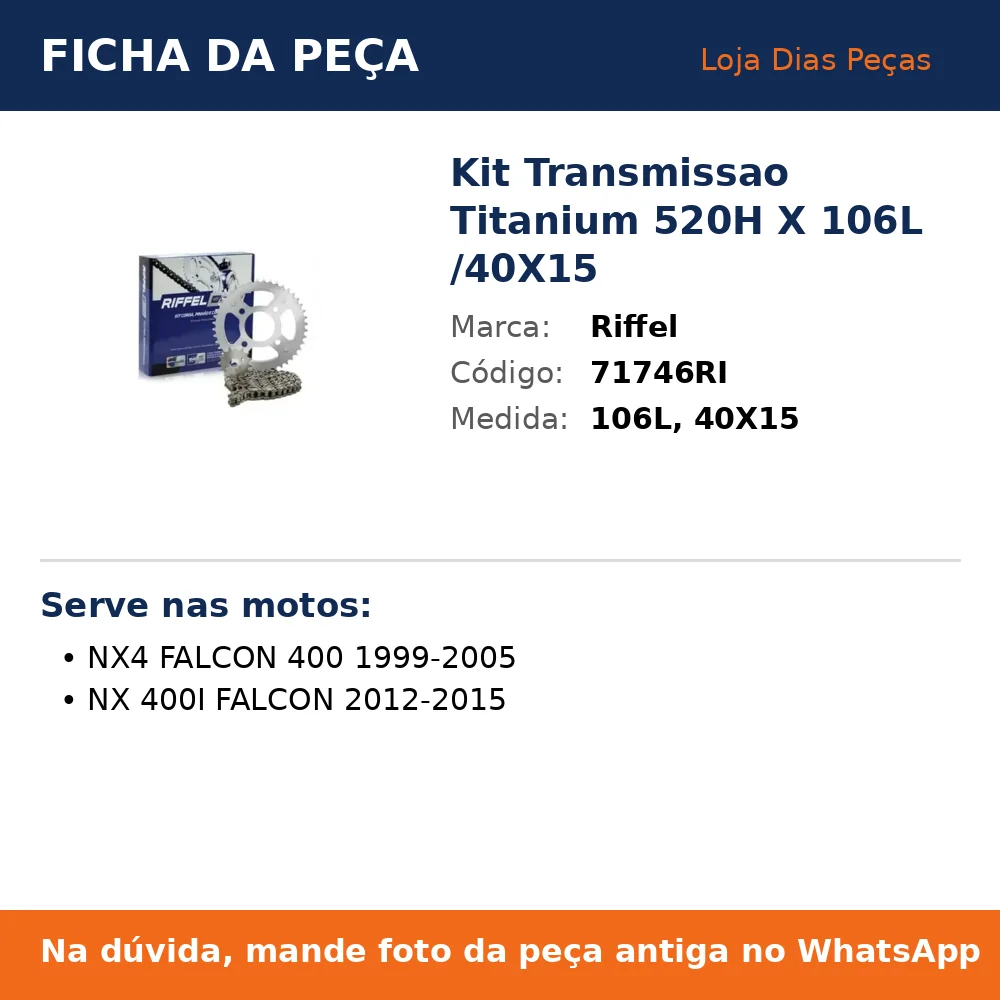 FICHA DA PEÇA
Loja Dias Peças
Kit Transmissao
Titanium 520H X 106L
/40X15
Marca: Riffel
Código: 71746RI
Medida: 106L, 40X15
RIFFEL
Serve nas motos:
• NX4 FALCON 400 1999-2005
• NX 400I FALCON 2012-2015
Na dúvida, mande foto da peça antiga no WhatsApp